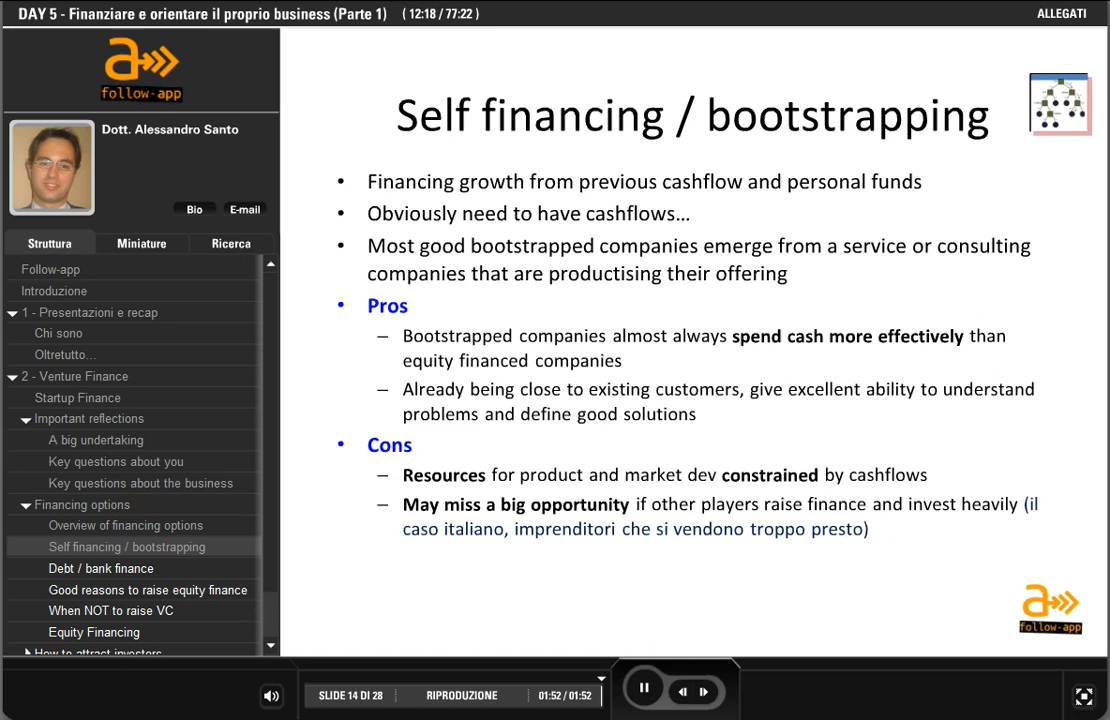 DAY 5 - Finanziare e orientare il proprio business (Parte 1) ( 12:18 / 77:22 )
ALLEGATI
follow-app
Dott. Alessandro Santo
Bio
E-mail
Struttura
Miniature
Ricerca
Follow-app
Introduzione
1 - Presentazioni e recap
Chi sono
Oltretutto...
2 - Venture Finance
Startup Finance
Important reflections
A big undertaking
Key questions about you
Key questions about the business
Financing options
Overview of financing options
Self financing / bootstrapping
Debt / bank finance
Good reasons to raise equity finance
When NOT to raise VC
Equity Financing
How to attract investors
Self financing / bootstrapping
• Financing growth from previous cashflow and personal funds
• Obviously need to have cashflows…
• Most good bootstrapped companies emerge from a service or consulting
companies that are productising their offering
• Pros
– Bootstrapped companies almost always spend cash more effectively than
equity financed companies
– Already being close to existing customers, give excellent ability to understand
problems and define good solutions
• Cons
– Resources for product and market dev constrained by cashflows
– May miss a big opportunity if other players raise finance and invest heavily (il
caso italiano, imprenditori che si vendono troppo presto)
follow-app
SLIDE 14 DI 28
RIPRODUZIONE
01:52 / 01:52